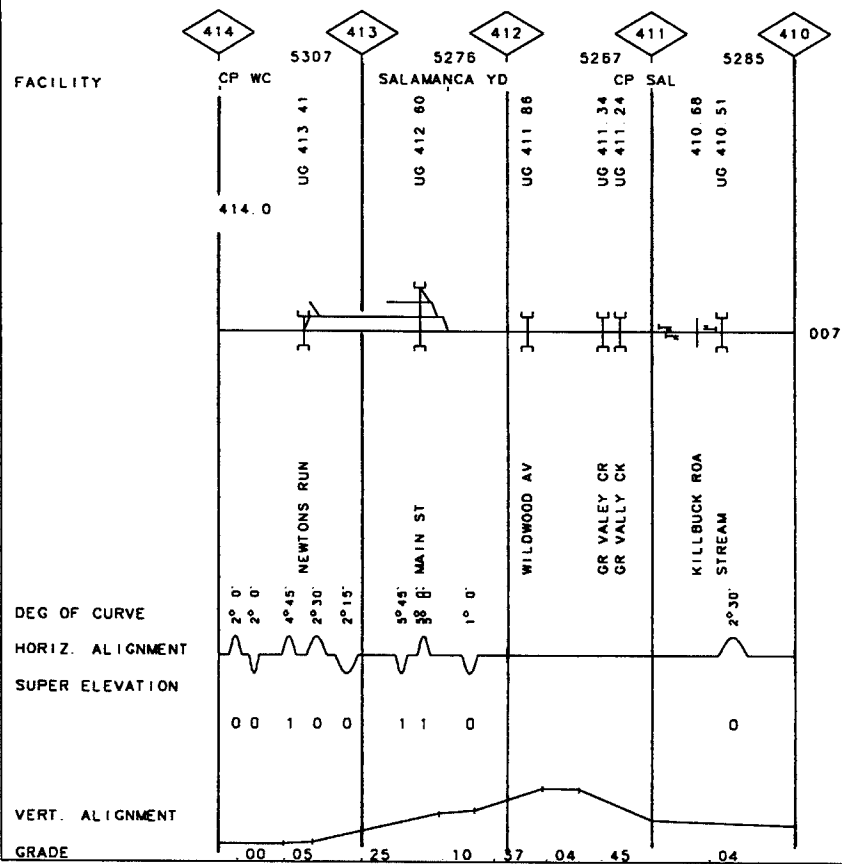 414 413 412 411 410
5307 5276 5267 5285
FACILITY CP WC SALAMANCA YD CP SAL
UG 413 41
UG 412 60
UG 411 86
UG 411.34
UG 411.24
410 68
UG 410.51
414.0
007
NEWTONS RUN
MAIN ST
WILDWOOD AV
GR VALEY CR
GR VALLY CK
KILLBUCK ROA
STREAM
DEG OF CURVE 2° 0' 2° 0' 4°45' 2°30' 2°15' 5°45' 1° 0' 2°30'
HORIZ. ALIGNMENT
SUPER ELEVATION
0 0 1 0 0 1 1 0 0
VERT. ALIGNMENT
GRADE 00 05 25 10 37 04 45 04